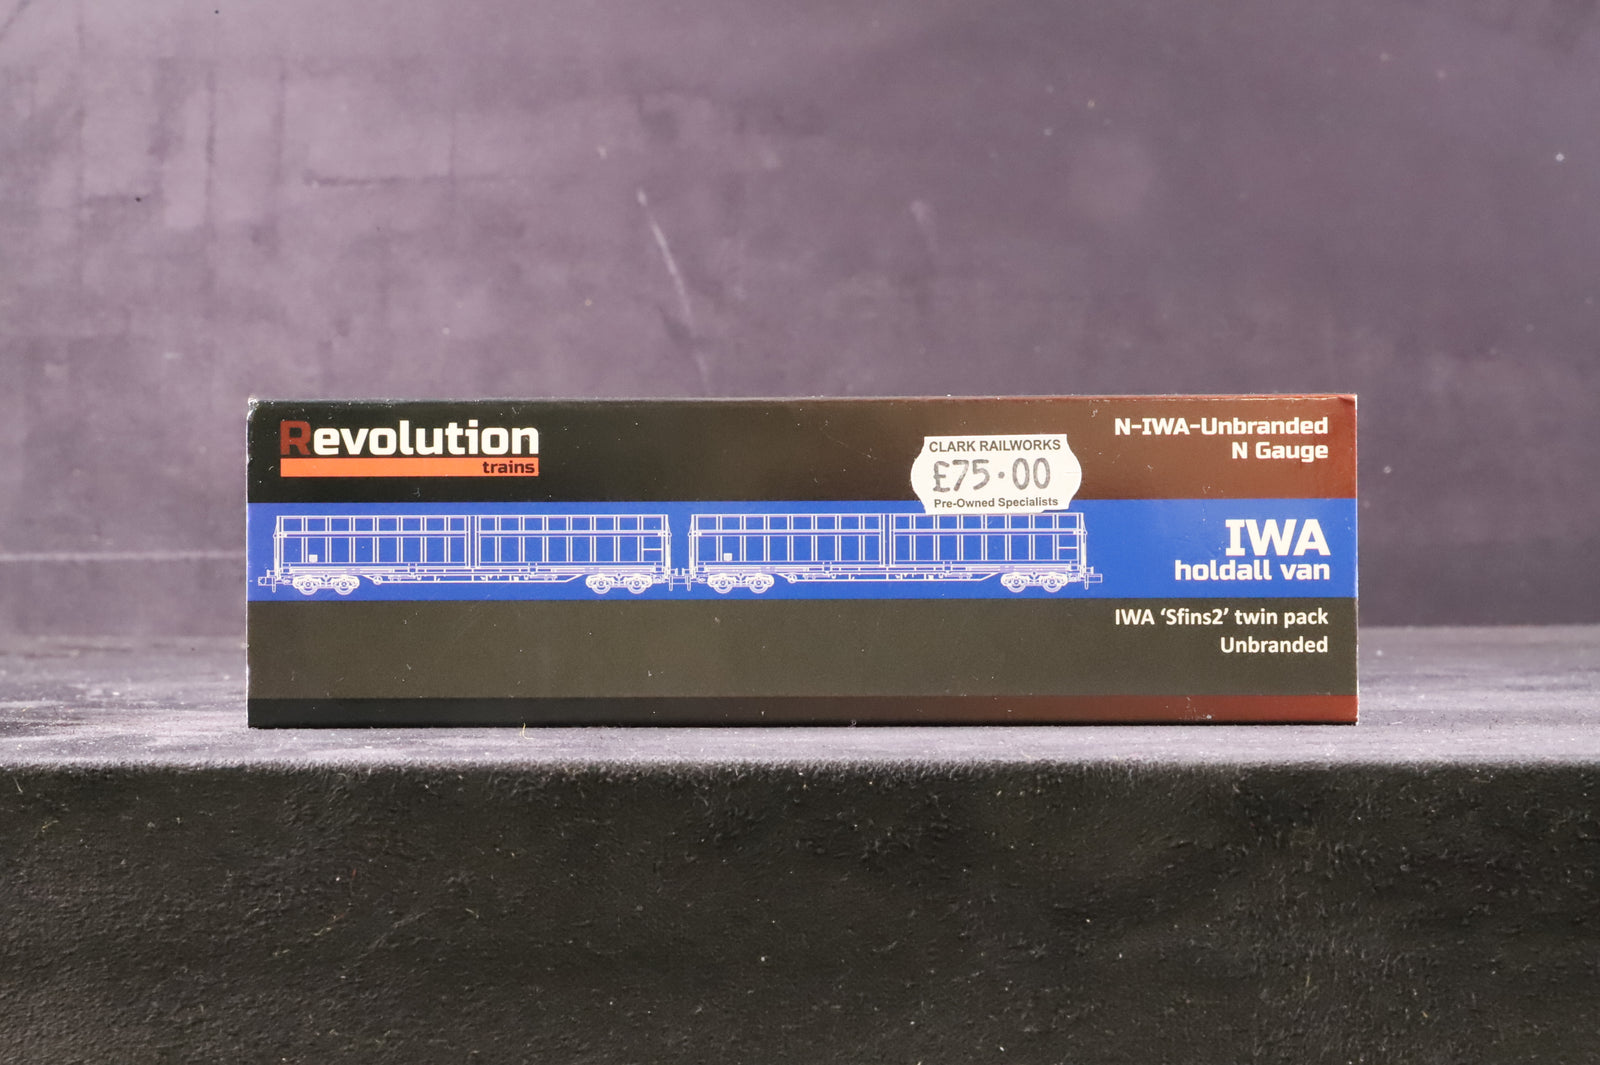 Revolution
trains
CLARK RAILWORKS
£75.00
Pre-Owned Specialists
N-IWA-Unbranded
N Gauge
IWA
holdall van
IWA ‘Sfins2’ twin pack
Unbranded